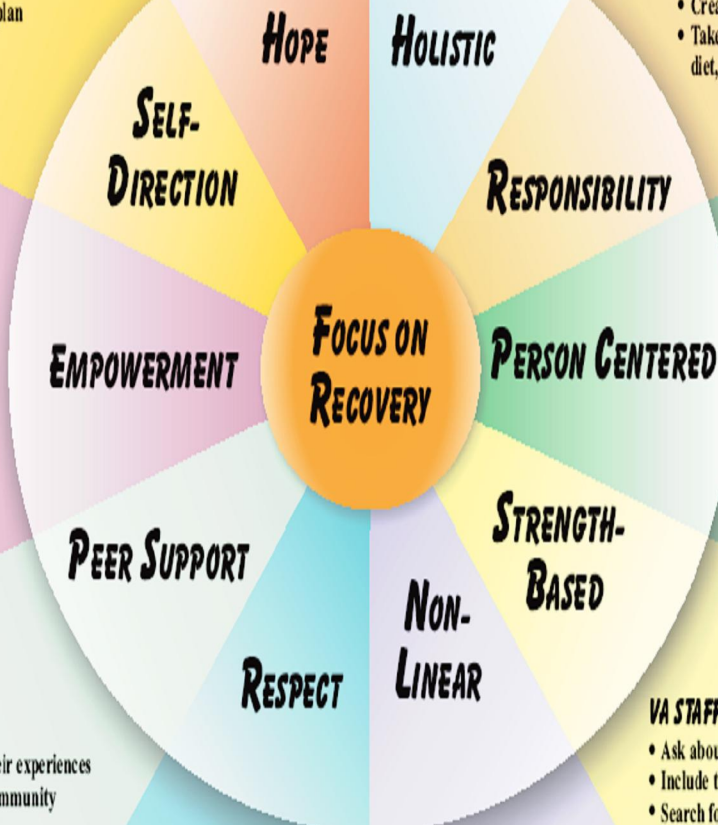 plan
HOPE
HOLISTIC
• Take
diet,
SELF-
DIRECTION
RESPONSIBILITY
EMPOWERMENT
FOCUS ON
RECOVERY
PERSON CENTERED
STRENGTH-
BASED
PEER SUPPORT
NON-
LINEAR
RESPECT
VA STAFF
• Ask abou
• Include t
• Search fo
eir experiences
mmunity